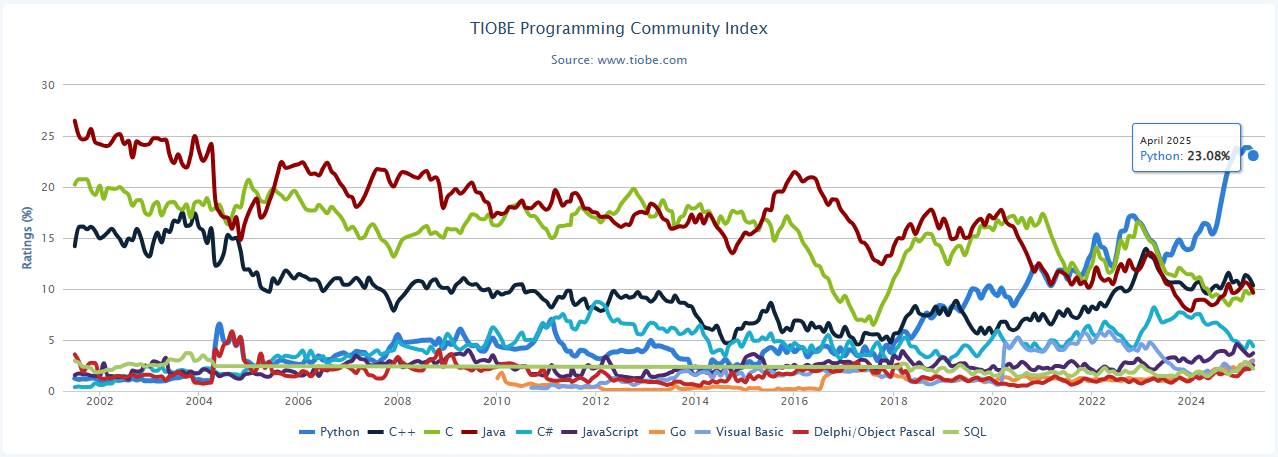 TIOBE Programming Community Index
Source: www.tiobe.com
Ratings (%)
30
25
20
15
10
5
0
April 2025
Python: 23.08%
2002 2004 2006 2008 2010 2012 2014 2016 2018 2020 2022 2024
Python C++ C Java C# JavaScript Go Visual Basic Delphi/Object Pascal SQL